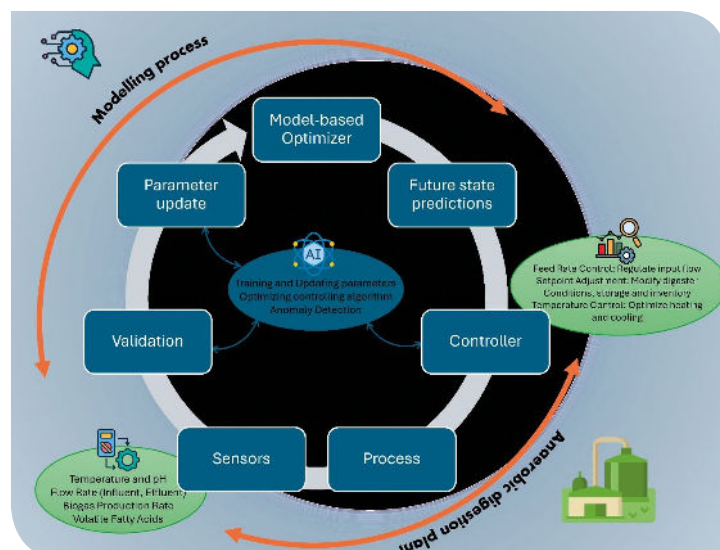 Modelling process
Model-based
Optimizer
Parameter
update
Future state
predictions
AI
Training and Updating parameters
Optimizing controlling algorithm
Anomaly Detection
Feed Rate Control: Regulate input flow
Setpoint Adjustment: Modify digester
Conditions, storage and inventory
Temperature Control: Optimize heating
and cooling
Validation
Controller
Sensors
Process
Temperature and pH
Flow Rate (Influent, Effluent)
Biogas Production Rate
Volatile Fatty Acids
Anaerobic digestion plant